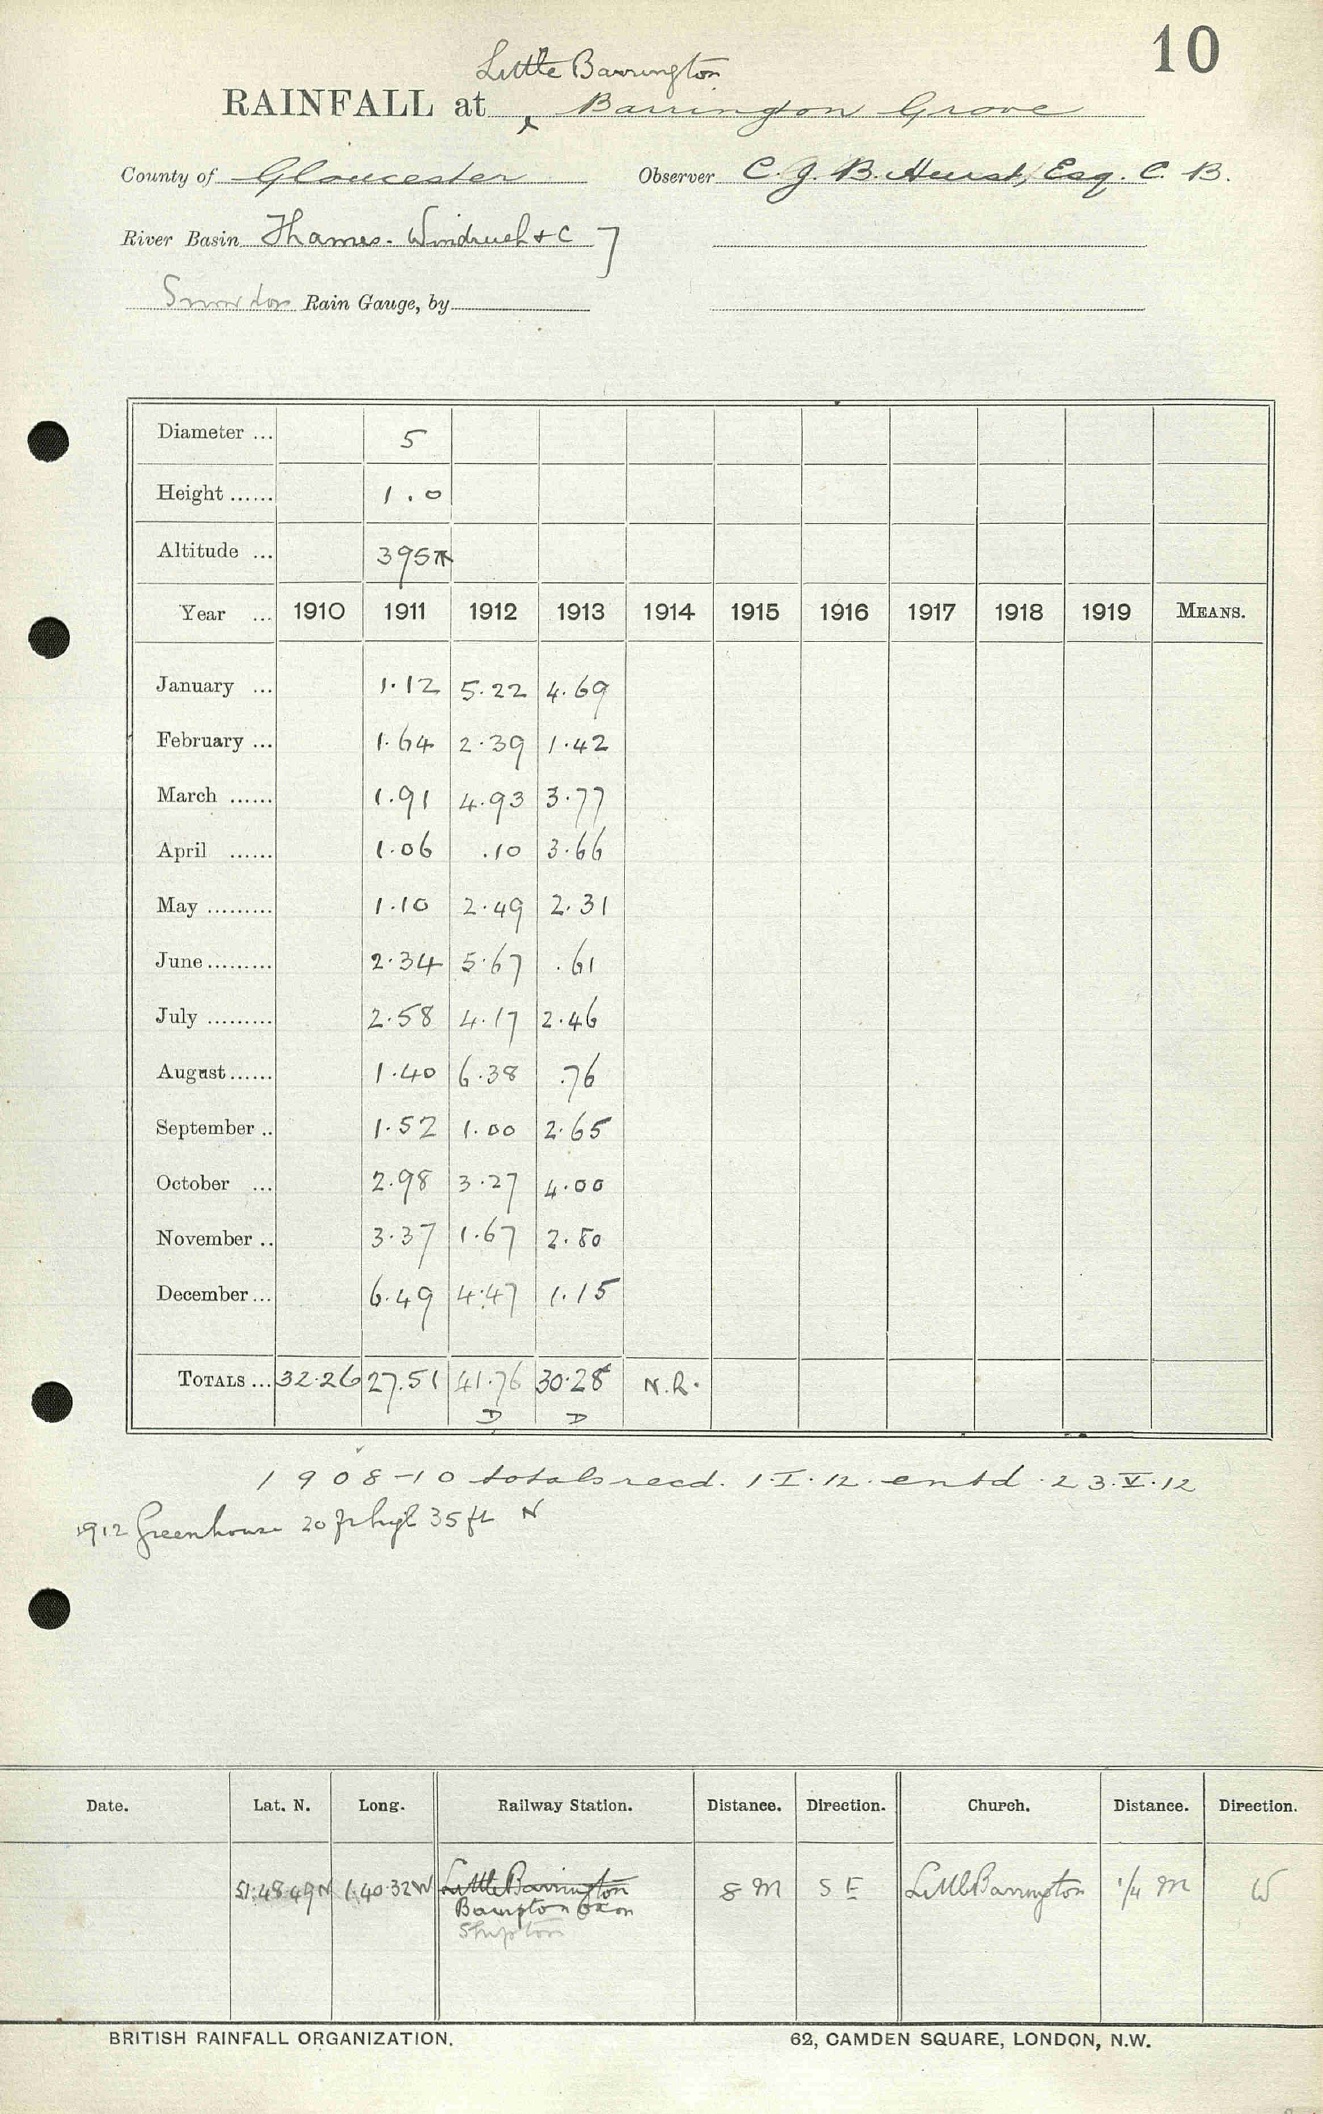 10
Little Barrington
RAINFALL at Barrington Grove
County of Gloucester Observer C. J. B. Hurst, Esq. C. B.
River Basin Thames. Windrush & C ]
Snowdon Rain Gauge, by
Diameter ... 5
Height ...... 1.0
Altitude ... 395
Year ... 1910 1911 1912 1913 1914 1915 1916 1917 1918 1919 MEANS.
January ... 1.12 5.22 4.69
February ... 1.64 2.39 1.42
March ...... 1.91 4.93 3.77
April ...... 1.06 .10 3.66
May ......... 1.10 2.49 2.31
June ......... 2.34 5.67 .61
July ......... 2.58 4.17 2.46
August ...... 1.40 6.38 .76
September .. 1.52 1.00 2.65
October ... 2.98 3.27 4.00
November .. 3.37 1.67 2.80
December ... 6.49 4.47 1.15
TOTALS ... 32.26 27.51 41.76 30.28 N.R.
D D
1908-10 totals recd. 1.I.12. entd. 23.V.12
1912 Greenhouse 20 ft high 35 ft N
Date. Lat. N. Long. Railway Station. Distance. Direction. Church. Distance. Direction.
51.48.49N 1.40.32W Little Barrington 8 M S E Little Barrington 1/4 M W
Bampton Oxon
Shipton
BRITISH RAINFALL ORGANIZATION. 62, CAMDEN SQUARE, LONDON, N.W.